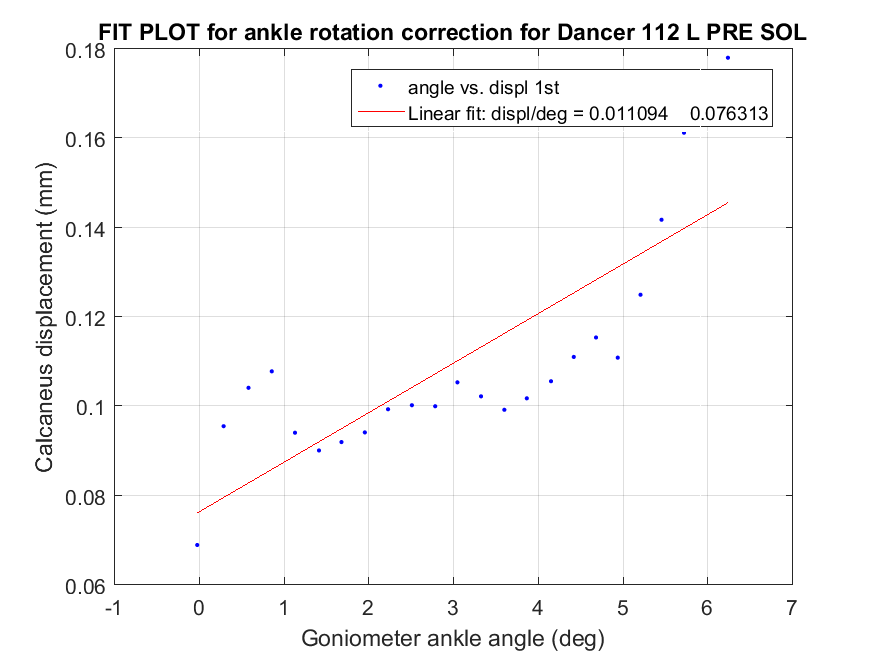 FIT PLOT for ankle rotation correction for Dancer 112 L PRE SOL
0.18
angle vs. displ 1st
Linear fit: displ/deg = 0.011094 0.076313
0.16
0.14
0.12
0.1
0.08
0.06
Calcaneus displacement (mm)
-1 0 1 2 3 4 5 6 7
Goniometer ankle angle (deg)